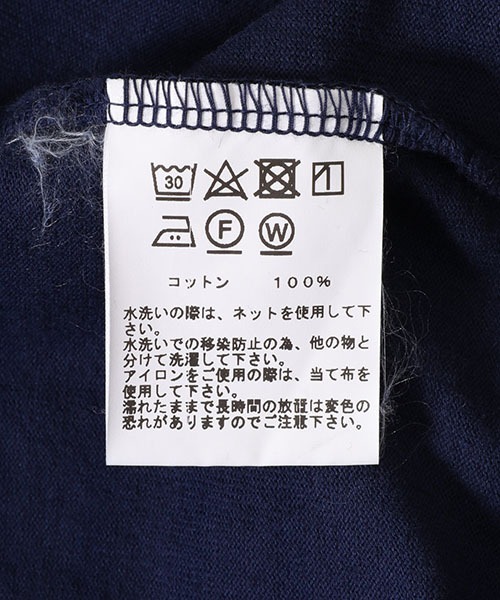 30
F W
コットン 100%
水洗いの際は、ネットを使用して下
さい。
水洗いでの移染防止の為、他の物と
分けて洗濯して下さい。
アイロンをご使用の際は、当て布を
使用して下さい。
濡れたままで長時間の放置は変色の
恐れがありますのでご注意下さい。